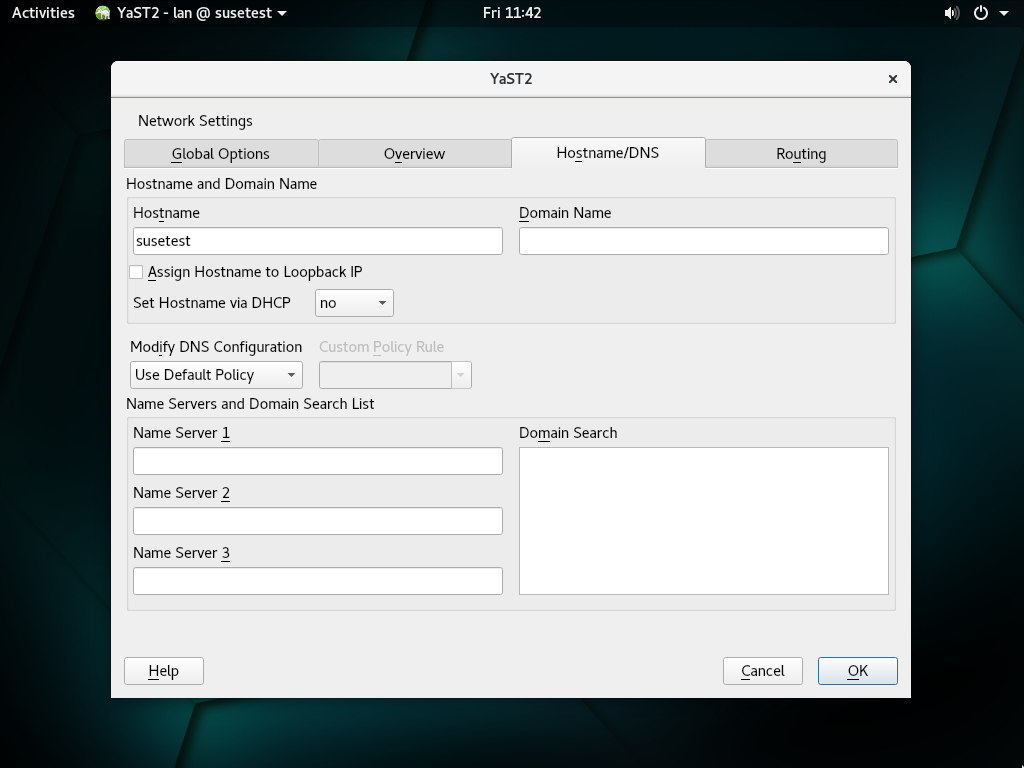 Activities YaST2 - lan @ susetest Fri 11:42
YaST2
Network Settings
Global Options Overview Hostname/DNS Routing
Hostname and Domain Name
Hostname Domain Name
susetest
Assign Hostname to Loopback IP
Set Hostname via DHCP no
Modify DNS Configuration Custom Policy Rule
Use Default Policy
Name Servers and Domain Search List
Name Server 1 Domain Search
Name Server 2
Name Server 3
Help Cancel OK